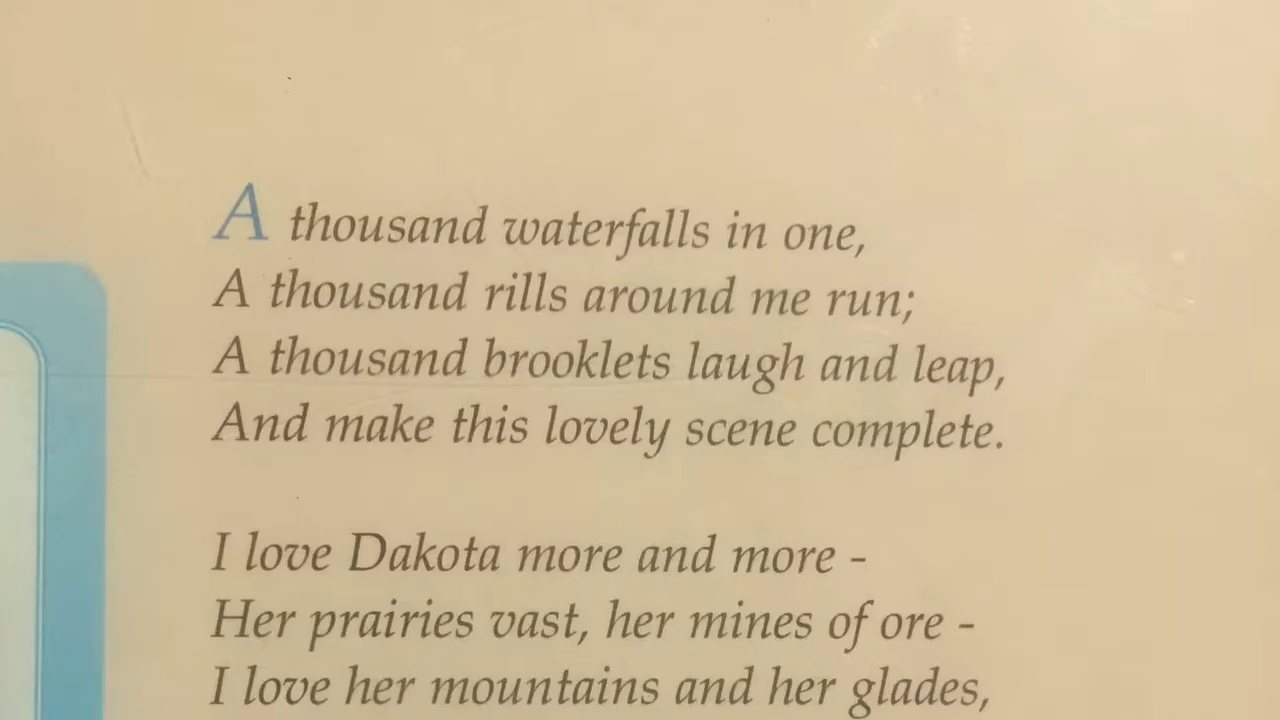 A thousand waterfalls in one,
A thousand rills around me run;
A thousand brooklets laugh and leap,
And make this lovely scene complete.
I love Dakota more and more -
Her prairies vast, her mines of ore -
I love her mountains and her glades,